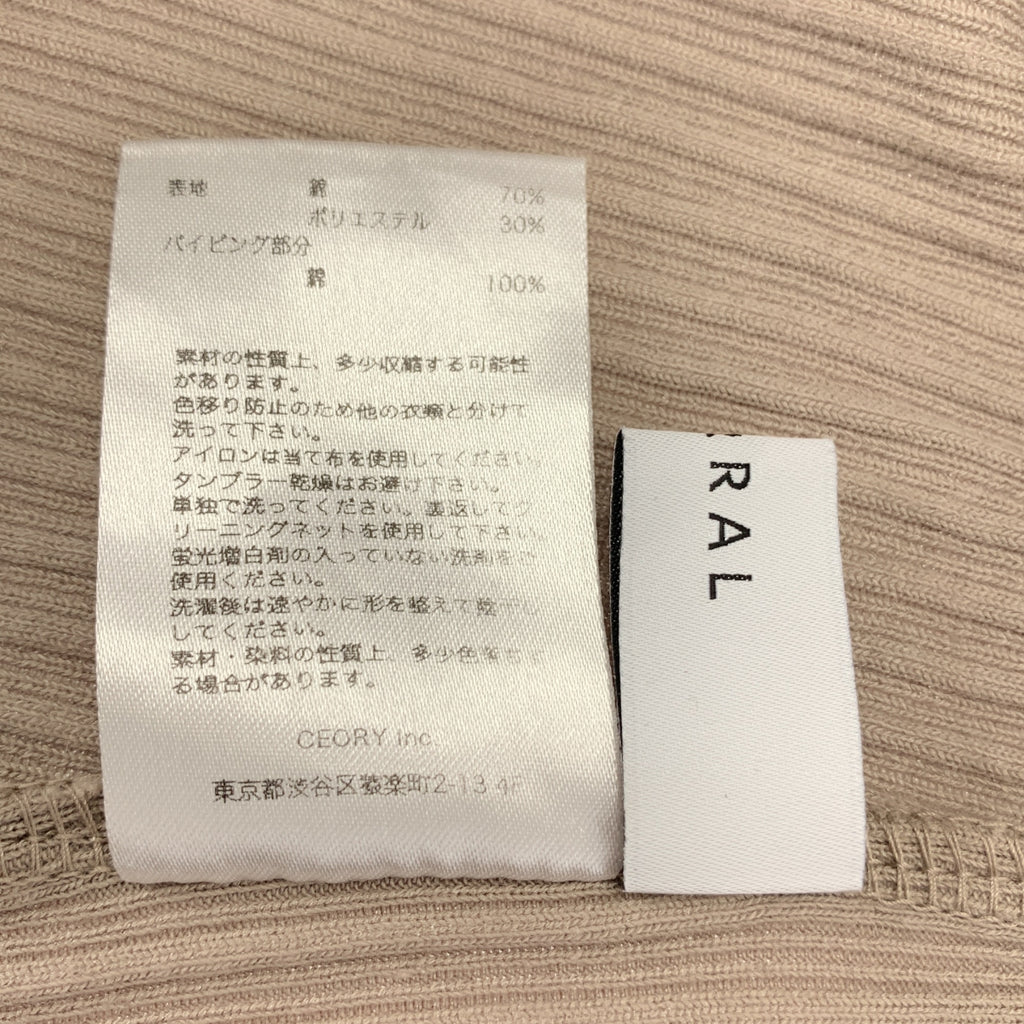 表地 綿 70%
ポリエステル 30%
パイピング部分
綿 100%
素材の性質上、多少収縮する可能性
があります。
色移り防止のため他の衣類と分けて
洗って下さい。
アイロンは当て布を使用してください。
タンブラー乾燥はお避け下さい。
単独で洗ってください。裏返してク
リーニングネットを使用して下さい。
蛍光増白剤の入っていない洗剤をご
使用ください。
洗濯後は速やかに形を整えて乾干し
してください。
素材・染料の性質上、多少色落ちす
る場合があります。
CEORY Inc.
東京都渋谷区猿楽町2-13 4F
RAL